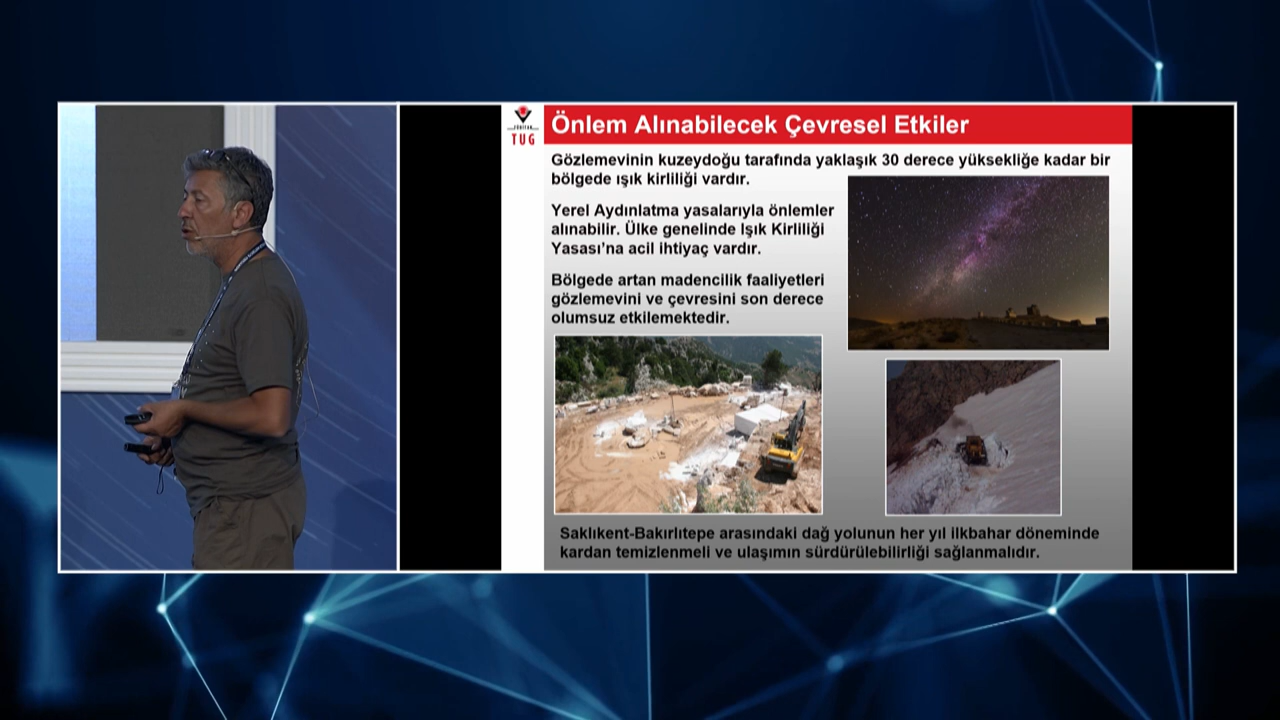 TÜBİTAK
TUG
Önlem Alınabilecek Çevresel Etkiler
Gözlemevinin kuzeydoğu tarafında yaklaşık 30 derece yüksekliğe kadar bir
bölgede ışık kirliliği vardır.
Yerel Aydınlatma yasalarıyla önlemler
alınabilir. Ülke genelinde Işık Kirliliği
Yasası’na acil ihtiyaç vardır.
Bölgede artan madencilik faaliyetleri
gözlemevini ve çevresini son derece
olumsuz etkilemektedir.
Saklıkent-Bakırlıtepe arasındaki dağ yolunun her yıl ilkbahar döneminde
kardan temizlenmeli ve ulaşımın sürdürülebilirliği sağlanmalıdır.